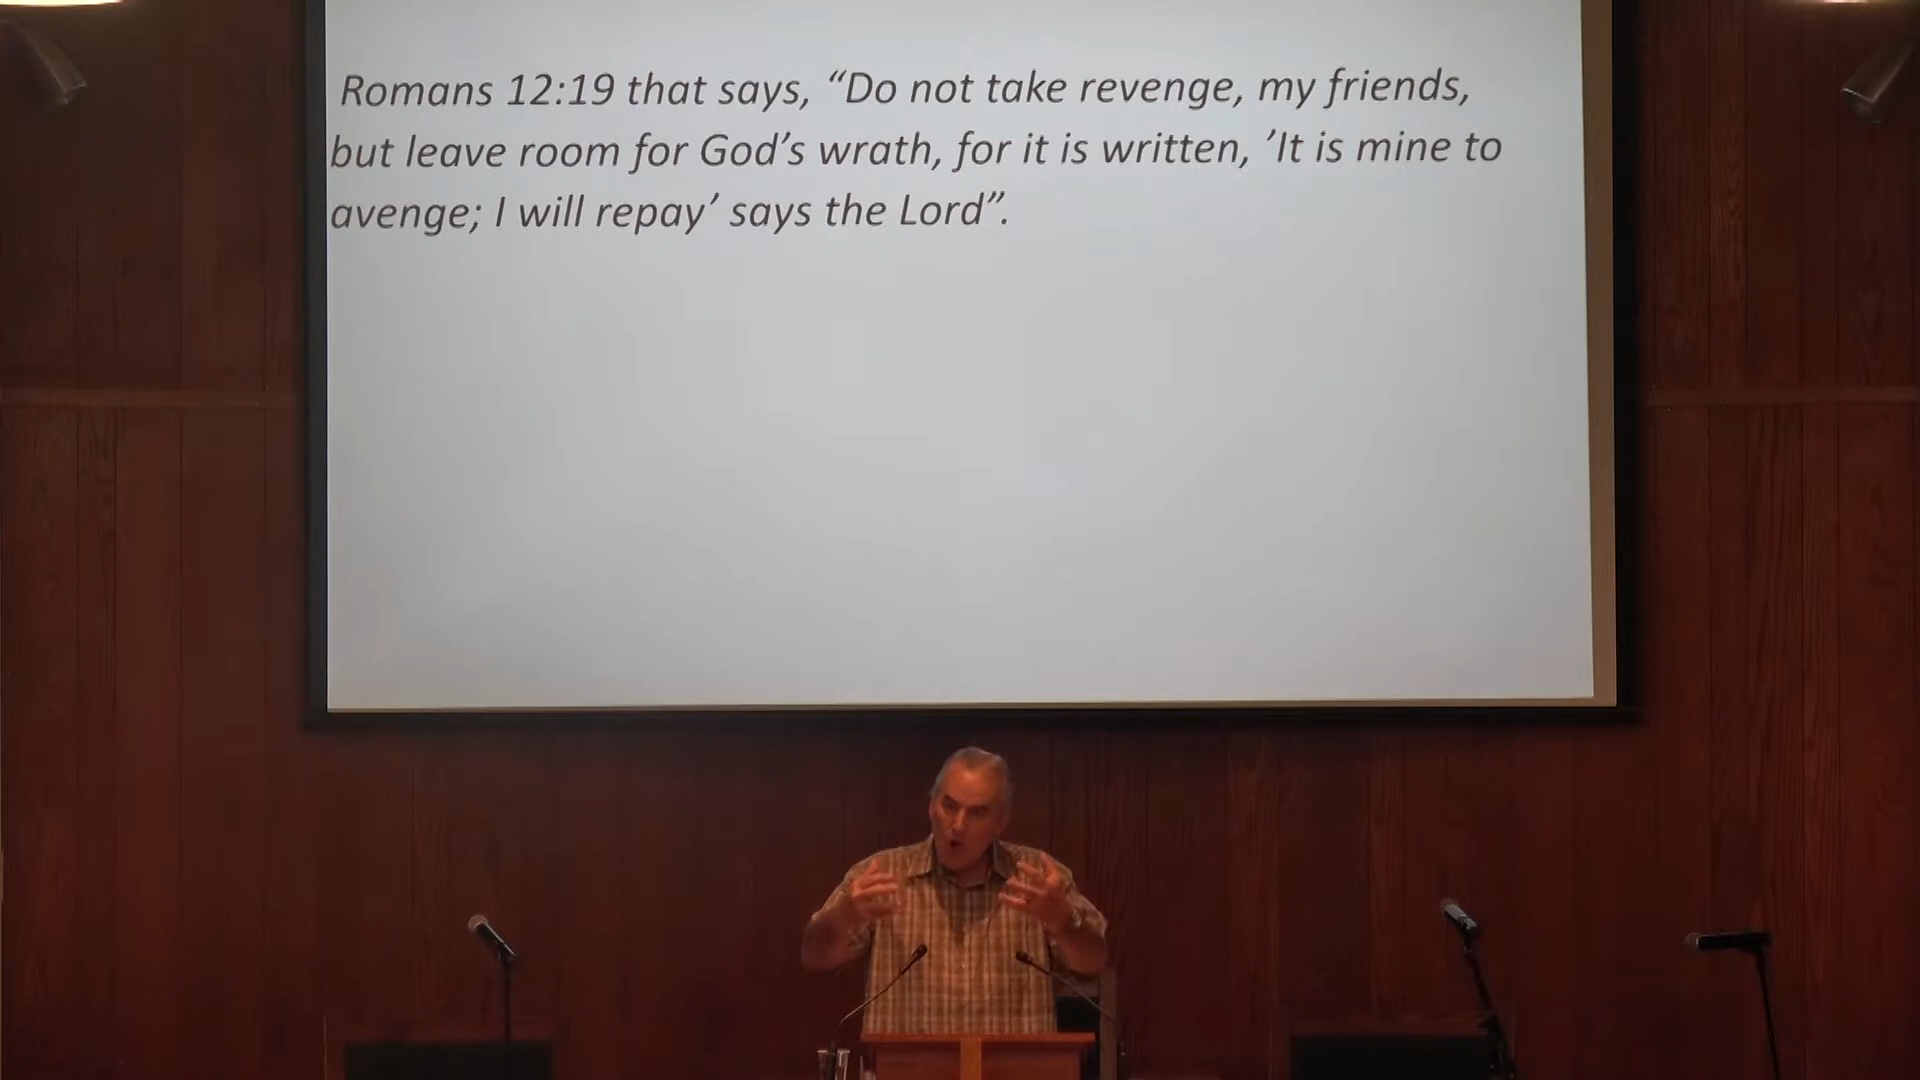 Romans 12:19 that says, “Do not take revenge, my friends,
but leave room for God’s wrath, for it is written, ’It is mine to
avenge; I will repay’ says the Lord”.